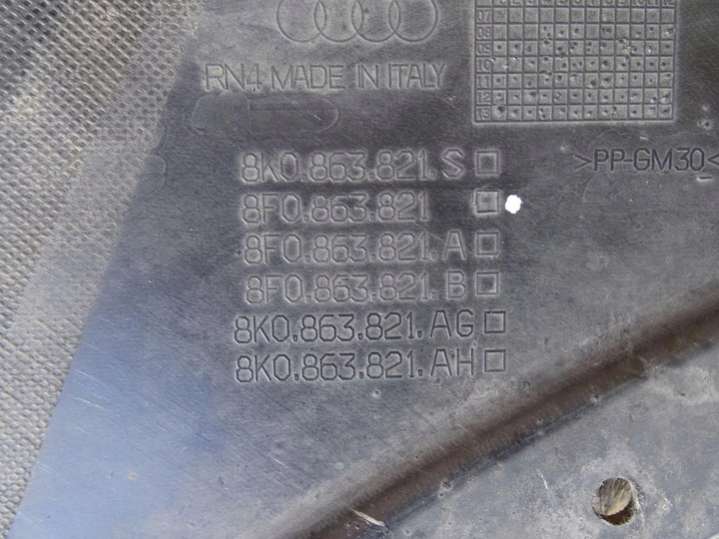 RN4 MADE IN ITALY
8K0.863.821.S
>PP-GM30<
8F0.863.821
8F0.863.821.A
8F0.863.821.B
8K0.863.821.AG
8K0.863.821.AH